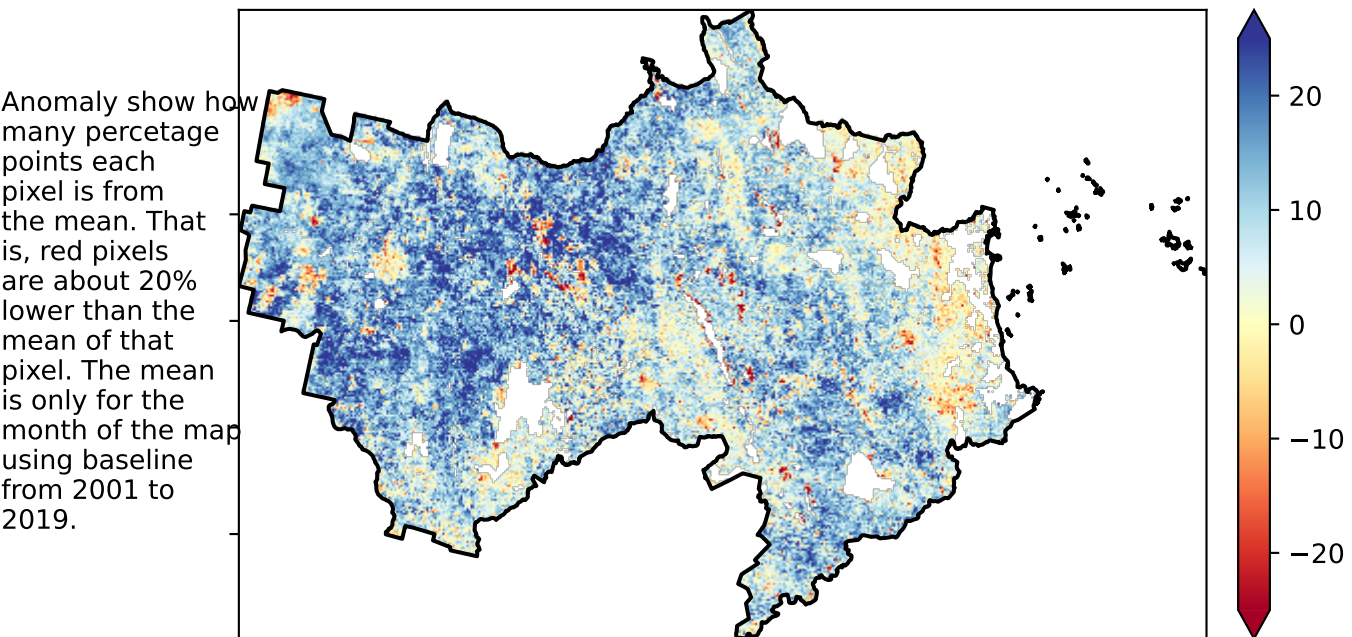 Anomaly show how
many percetage
points each
pixel is from
the mean. That
is, red pixels
are about 20%
lower than the
mean of that
pixel. The mean
is only for the
month of the map
using baseline
from 2001 to
2019.
20
10
0
−10
−20